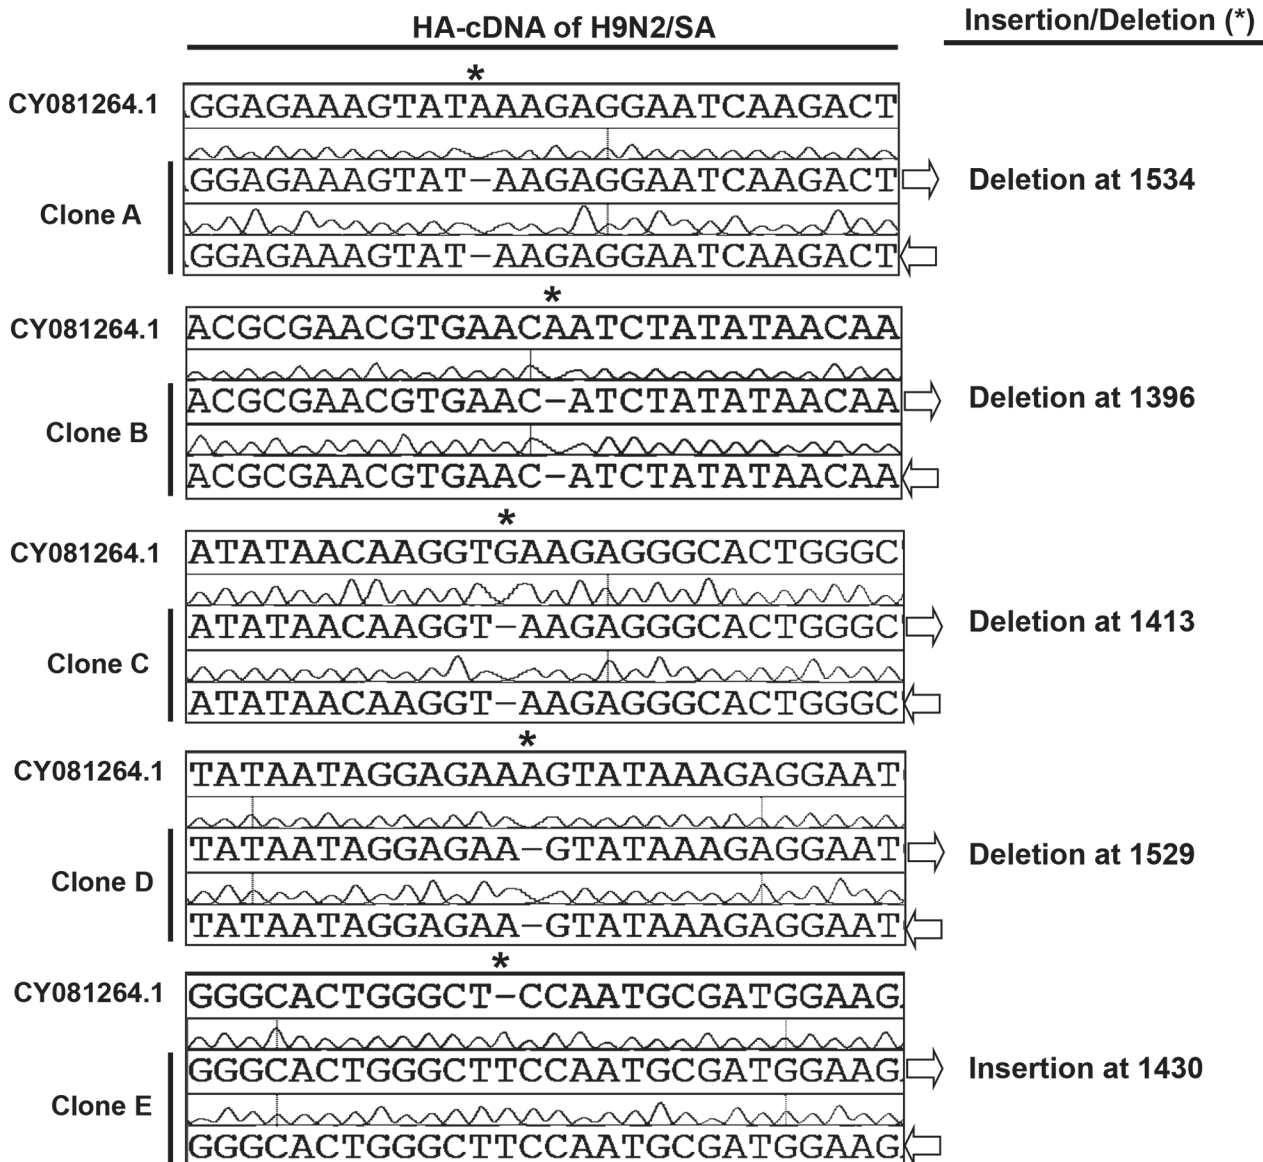 HA-cDNA of H9N2/SA Insertion/Deletion (*)
*
CY081264.1 GGAGAAAGTATAAAGAGGAATCAAGACT
Clone A
GGAGAAAGTAT-AAGAGGAATCAAGACT Deletion at 1534
GGAGAAAGTAT-AAGAGGAATCAAGACT
*
CY081264.1 ACGCGAACGTGAACAATCTATATAACAA
Clone B
ACGCGAACGTGAAC-ATCTATATAACAA Deletion at 1396
ACGCGAACGTGAAC-ATCTATATAACAA
*
CY081264.1 ATATAACAAGGTGAAGAGGGCACTGGGC
Clone C
ATATAACAAGGT-AAGAGGGCACTGGGC Deletion at 1413
ATATAACAAGGT-AAGAGGGCACTGGGC
*
CY081264.1 TATAATAGGAGAAAGTATAAAGAGGAAT
Clone D
TATAATAGGAGAA-GTATAAAGAGGAAT Deletion at 1529
TATAATAGGAGAA-GTATAAAGAGGAAT
*
CY081264.1 GGGCACTGGGCT-CCAATGCGATGGAAG
Clone E
GGGCACTGGGCTTCCAATGCGATGGAAG Insertion at 1430
GGGCACTGGGCTTCCAATGCGATGGAAG